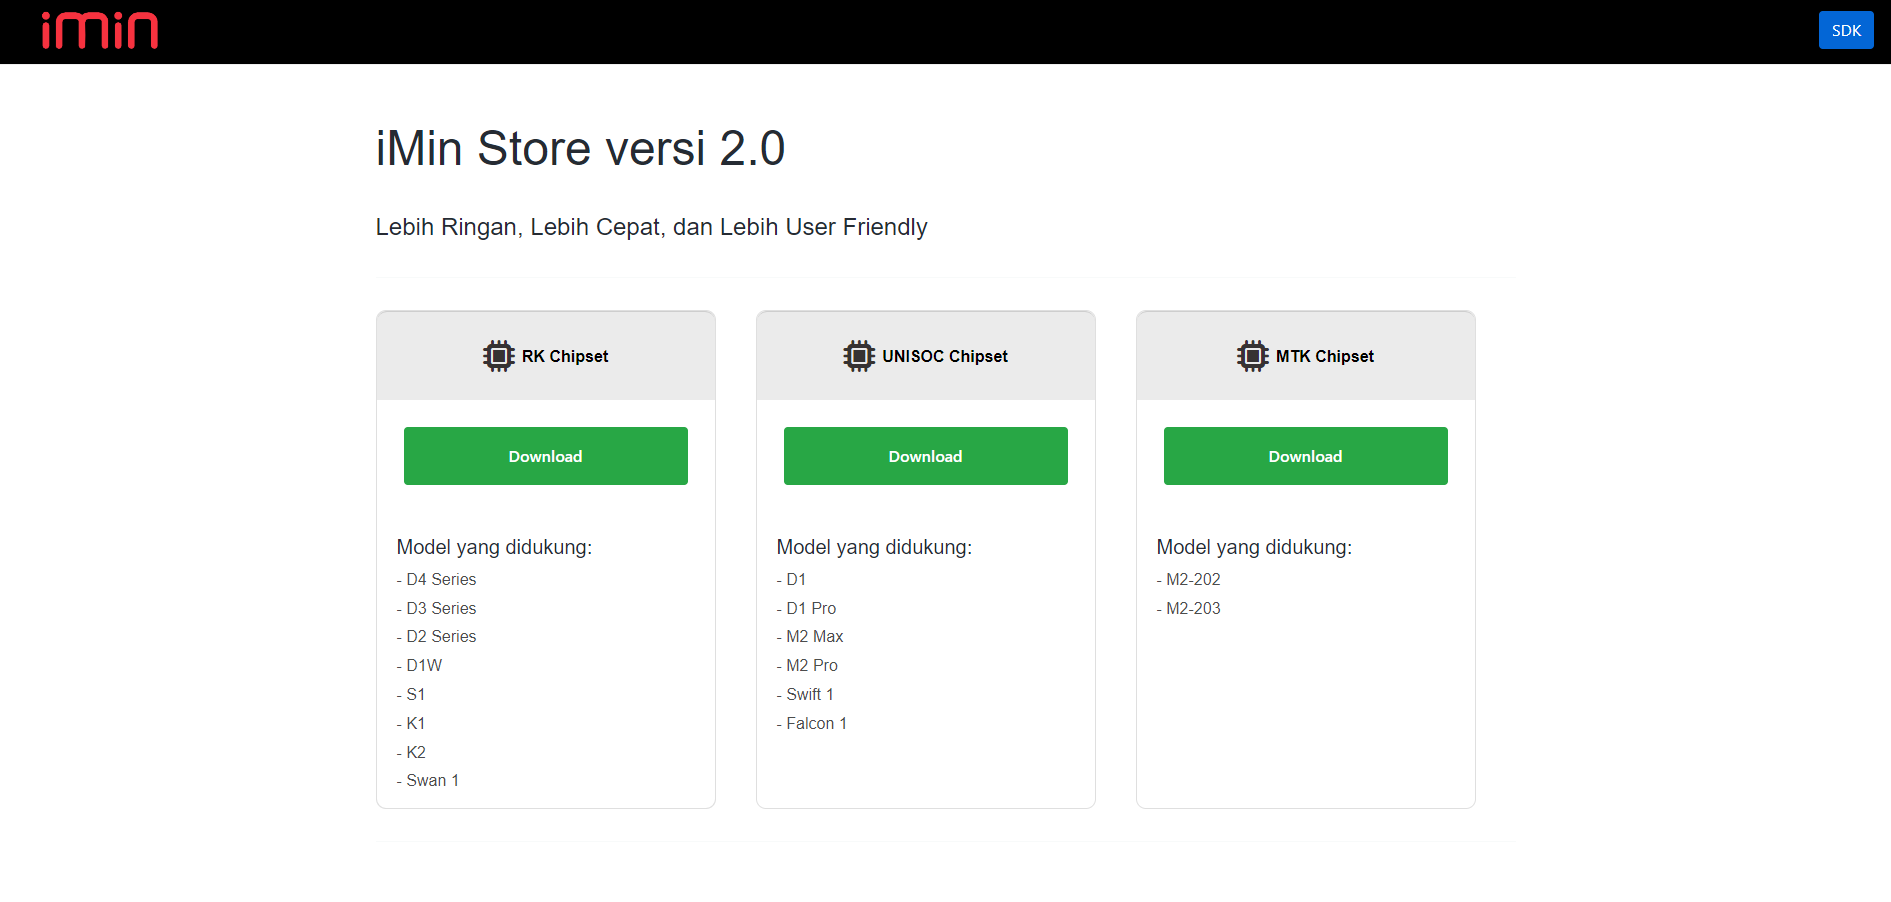 imin
SDK
iMin Store versi 2.0
Lebih Ringan, Lebih Cepat, dan Lebih User Friendly
RK Chipset
Download
Model yang didukung:
- D4 Series
- D3 Series
- D2 Series
- D1W
- S1
- K1
- K2
- Swan 1
UNISOC Chipset
Download
Model yang didukung:
- D1
- D1 Pro
- M2 Max
- M2 Pro
- Swift 1
- Falcon 1
MTK Chipset
Download
Model yang didukung:
- M2-202
- M2-203